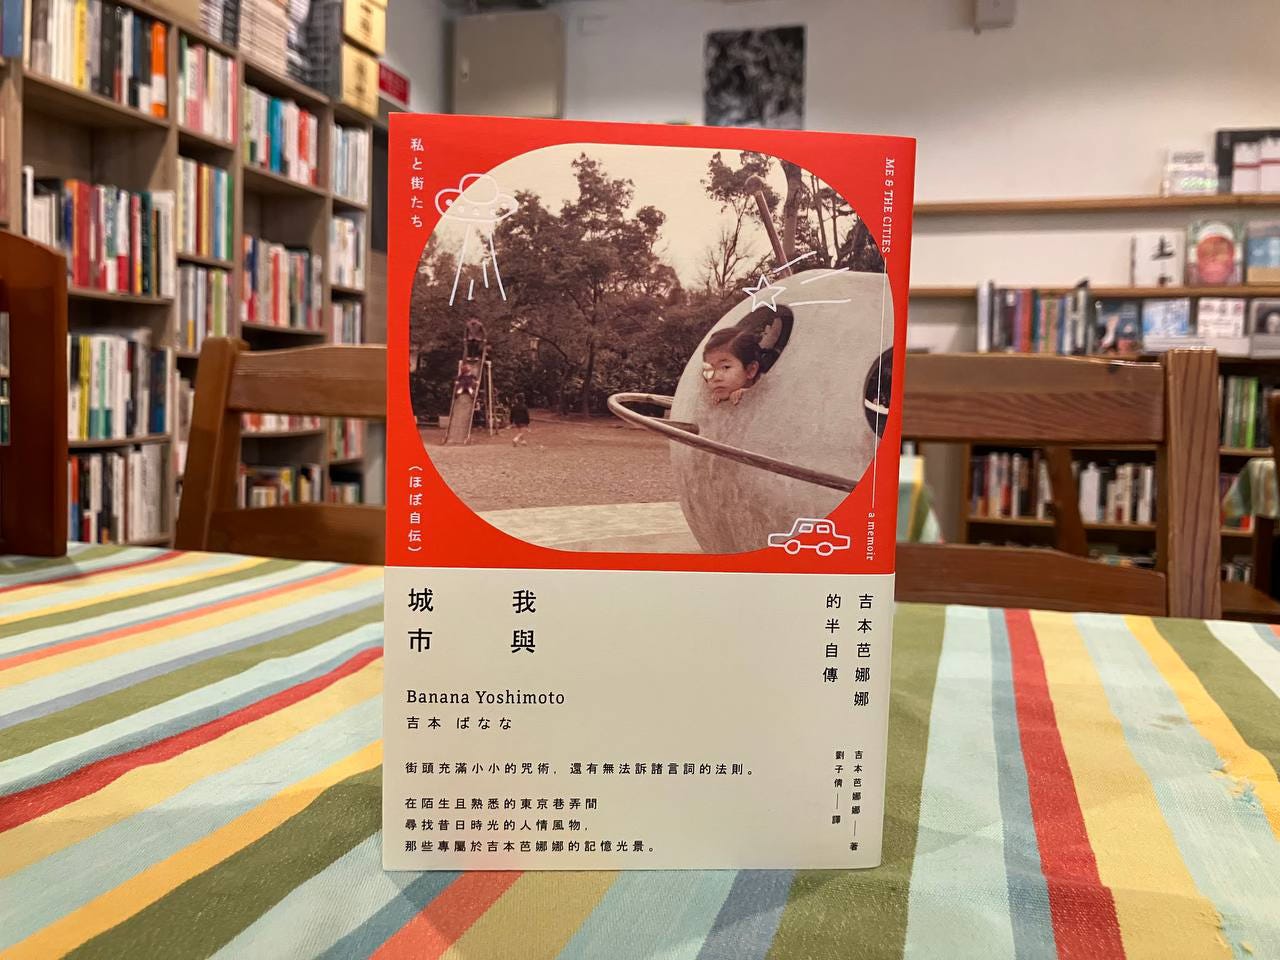 私と街たち
(ほぼ自伝)
ME & THE CITIES
a memoir
我與
城市
Banana Yoshimoto
吉本 ばなな
吉本芭娜娜
的半自傳
街頭充滿小小的咒術，還有無法訴諸言詞的法則。
在陌生且熟悉的東京巷弄間
尋找昔日時光的人情風物，
那些專屬於吉本芭娜娜的記憶光景。
吉本芭娜娜——著
劉子倩——譯